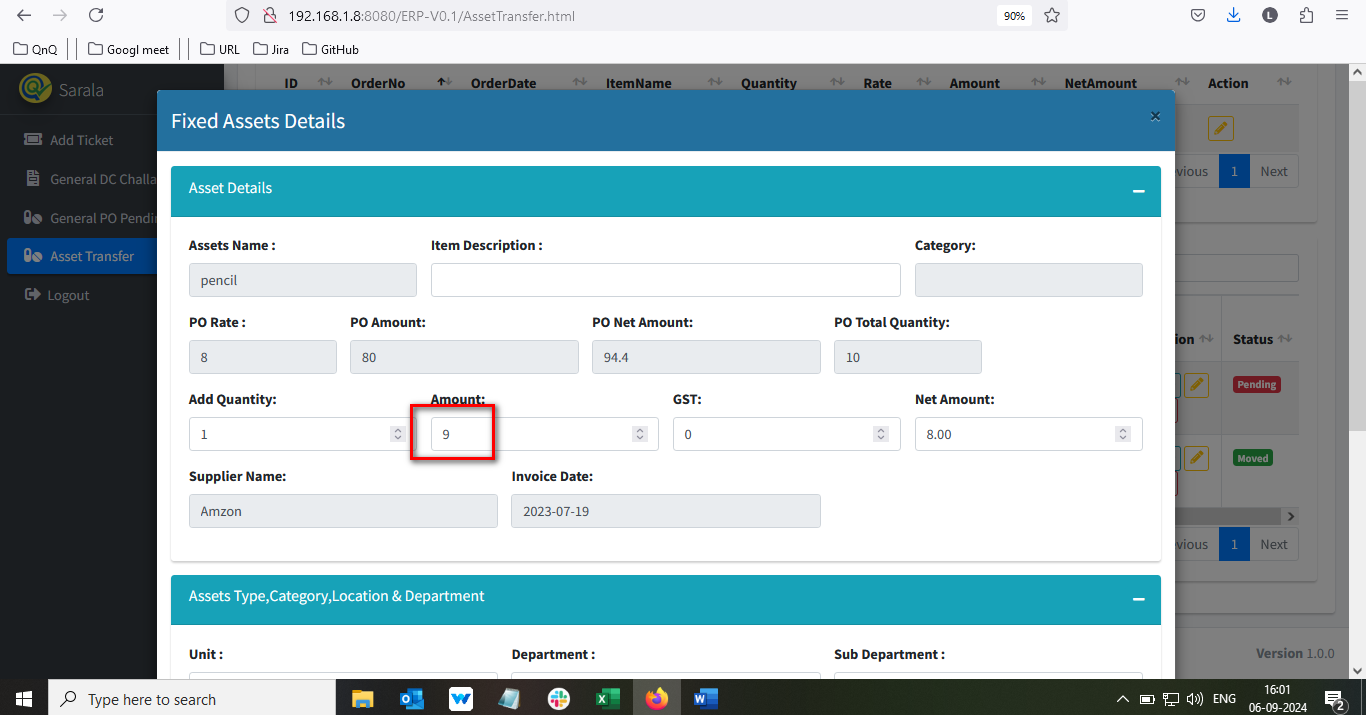 192.168.1.8:8080/ERP-V0.1/AssetTransfer.html
90%
L
QnQ
Googl meet
URL
Jira
GitHub
Sarala
ID OrderNo OrderDate ItemName Quantity Rate Amount NetAmount Action
Add Ticket
General DC Challa
General PO Pendin
Asset Transfer
Logout
Fixed Assets Details
×
vious 1 Next
Asset Details
Assets Name :
Item Description :
Category:
pencil
PO Rate :
PO Amount:
PO Net Amount:
PO Total Quantity:
ion Status
8
80
94.4
10
Pending
Add Quantity:
Amount:
GST:
Net Amount:
1
9
0
8.00
Moved
Supplier Name:
Invoice Date:
Amzon
2023-07-19
vious 1 Next
Assets Type,Category,Location & Department
Unit :
Department :
Sub Department :
Version 1.0.0
Type here to search
ENG
16:01
06-09-2024
2